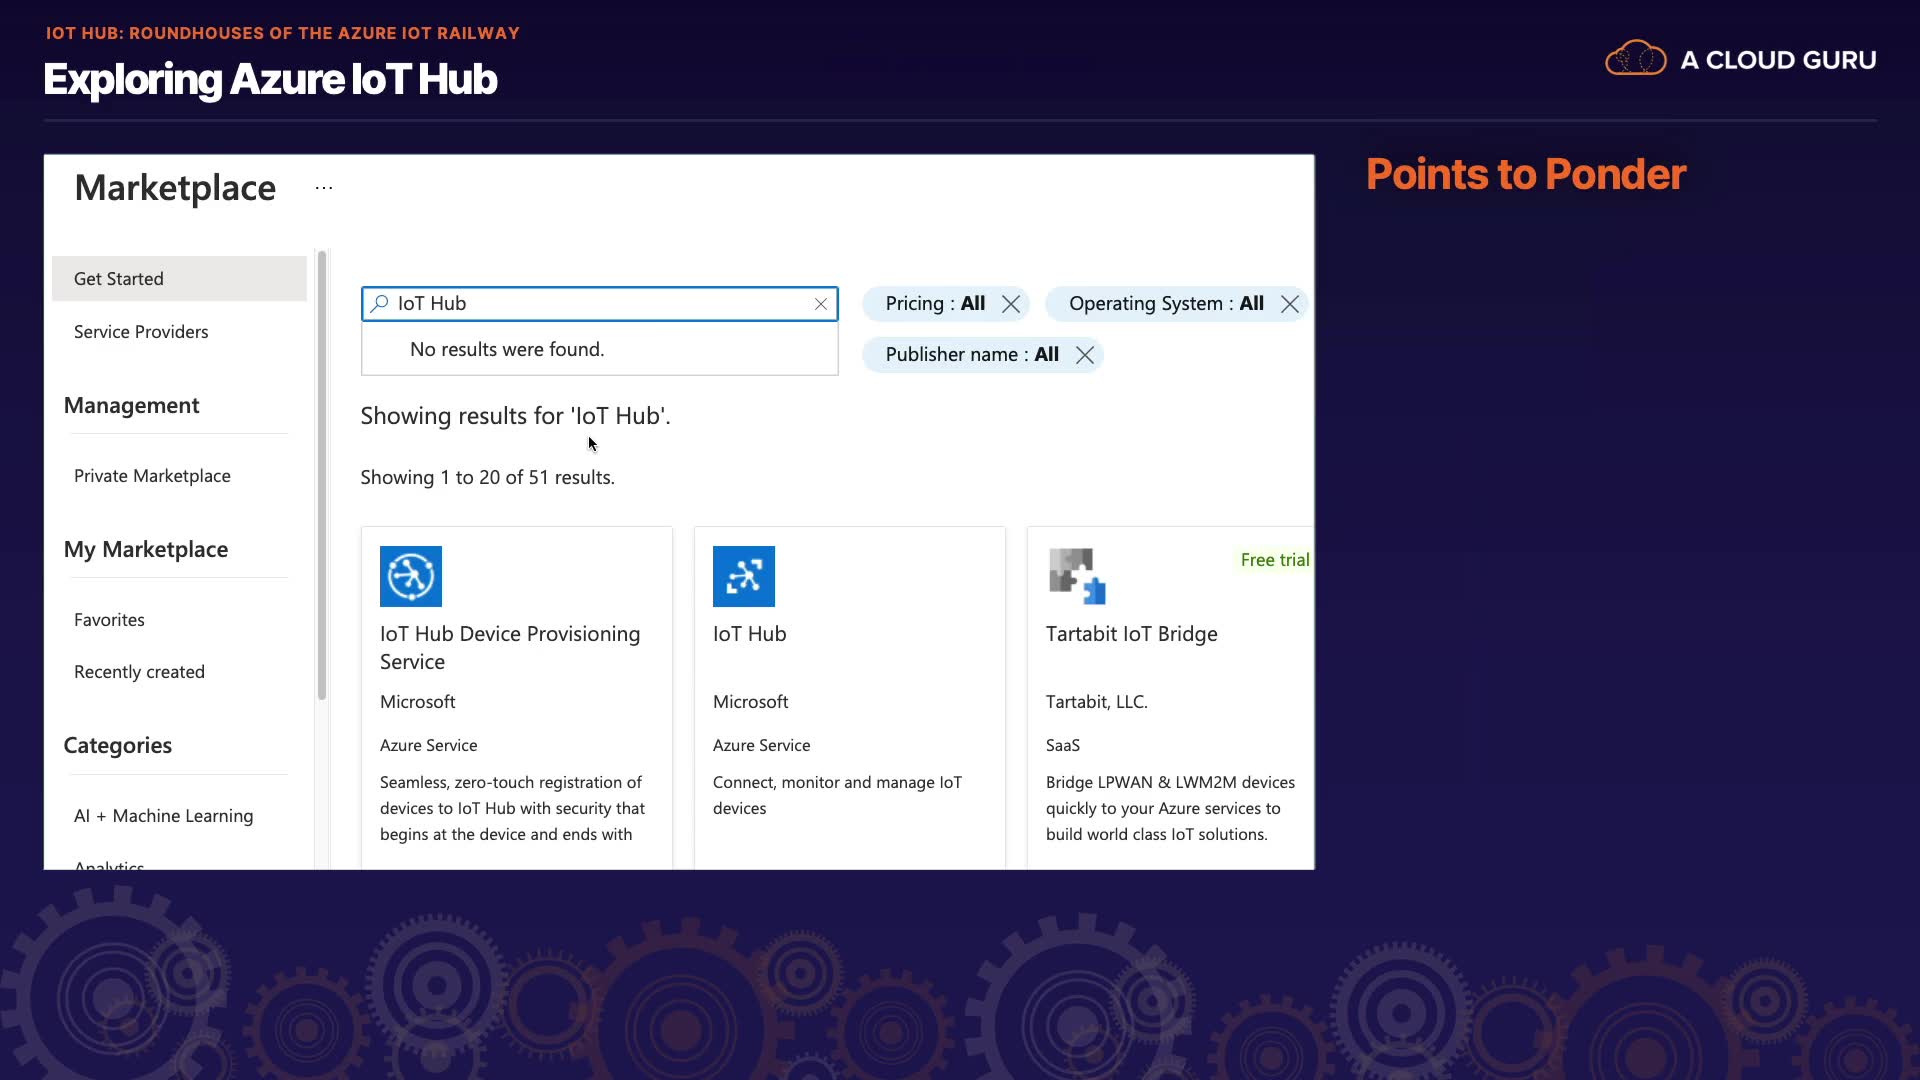 IOT HUB: ROUNDHOUSES OF THE AZURE IOT RAILWAY
Exploring Azure IoT Hub
A CLOUD GURU
Marketplace ...
Points to Ponder
Get Started
Service Providers
Management
Private Marketplace
My Marketplace
Favorites
Recently created
Categories
AI + Machine Learning
Analytics
IoT Hub
No results were found.
Pricing : All
Operating System : All
Publisher name : All
Showing results for 'IoT Hub'.
Showing 1 to 20 of 51 results.
IoT Hub Device Provisioning
Service
Microsoft
Azure Service
Seamless, zero-touch registration of
devices to IoT Hub with security that
begins at the device and ends with
IoT Hub
Microsoft
Azure Service
Connect, monitor and manage IoT
devices
Free trial
Tartabit IoT Bridge
Tartabit, LLC.
SaaS
Bridge LPWAN & LWM2M devices
quickly to your Azure services to
build world class IoT solutions.